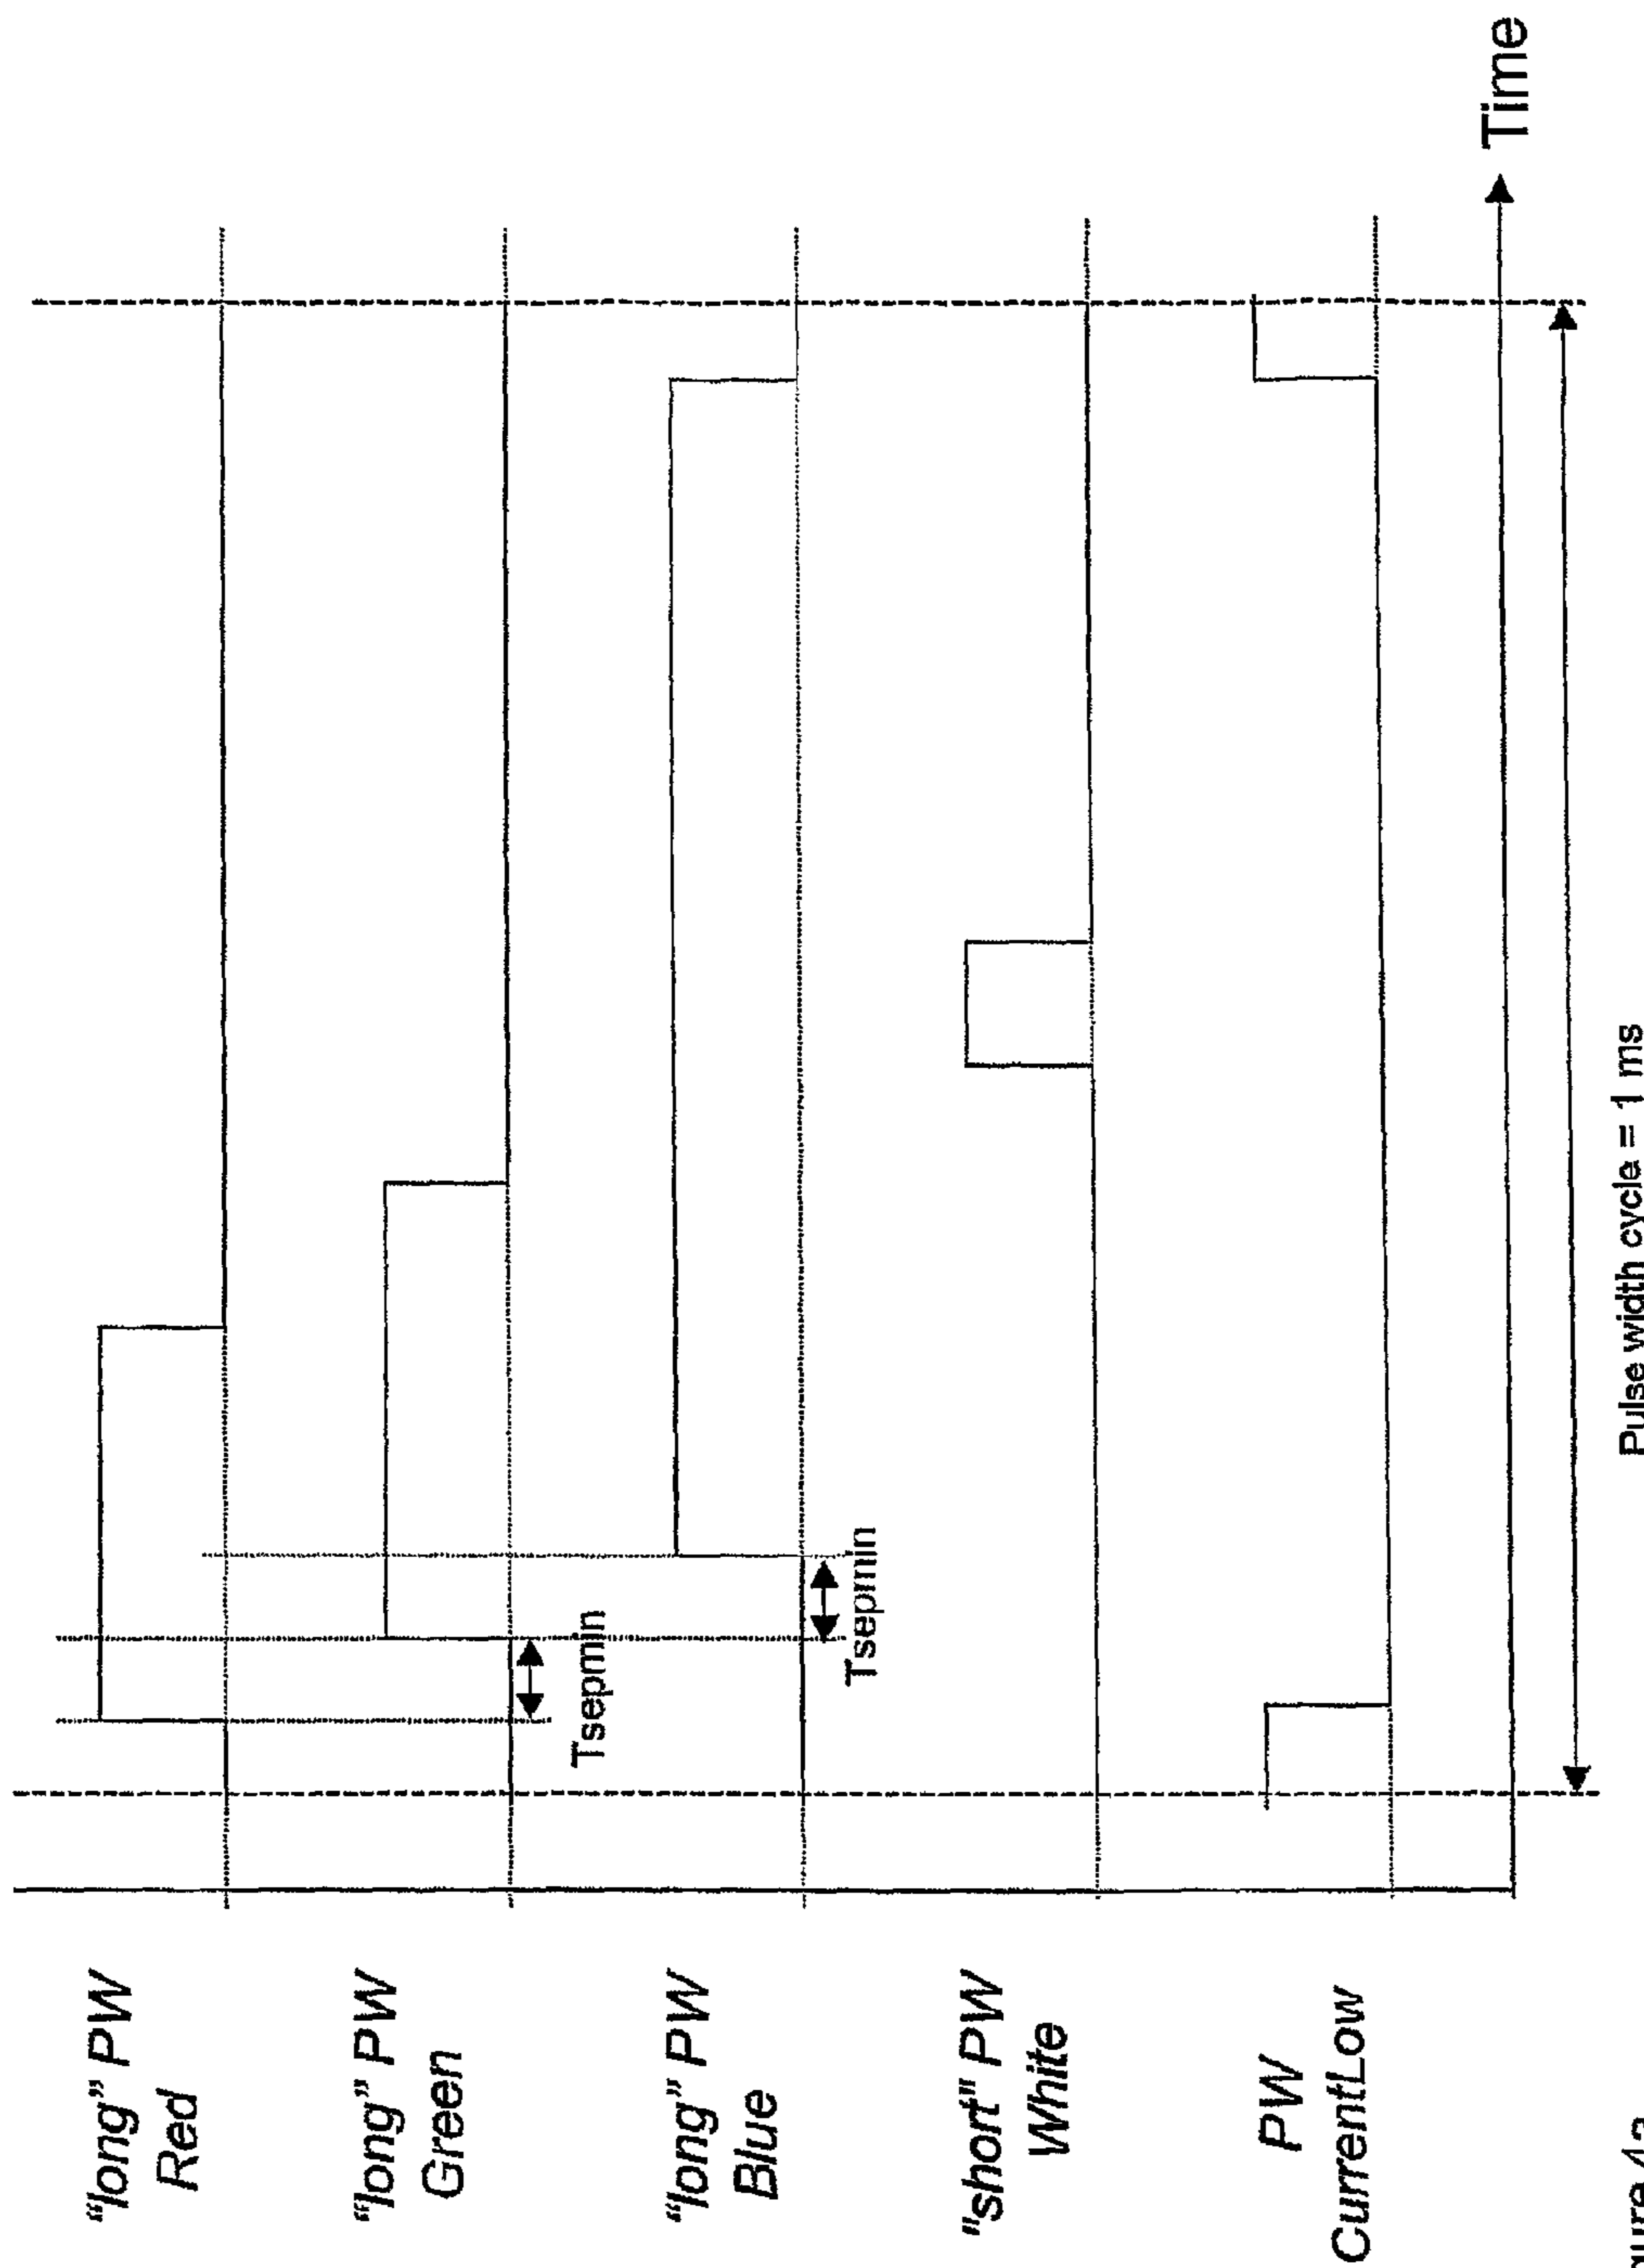 “long” PW
Red
“long” PW
Green
Tsepmin
“long” PW
Blue
Tsepmin
"short" PW
White
PW
CurrentLow
Time
Pulse width cycle = 1 ms